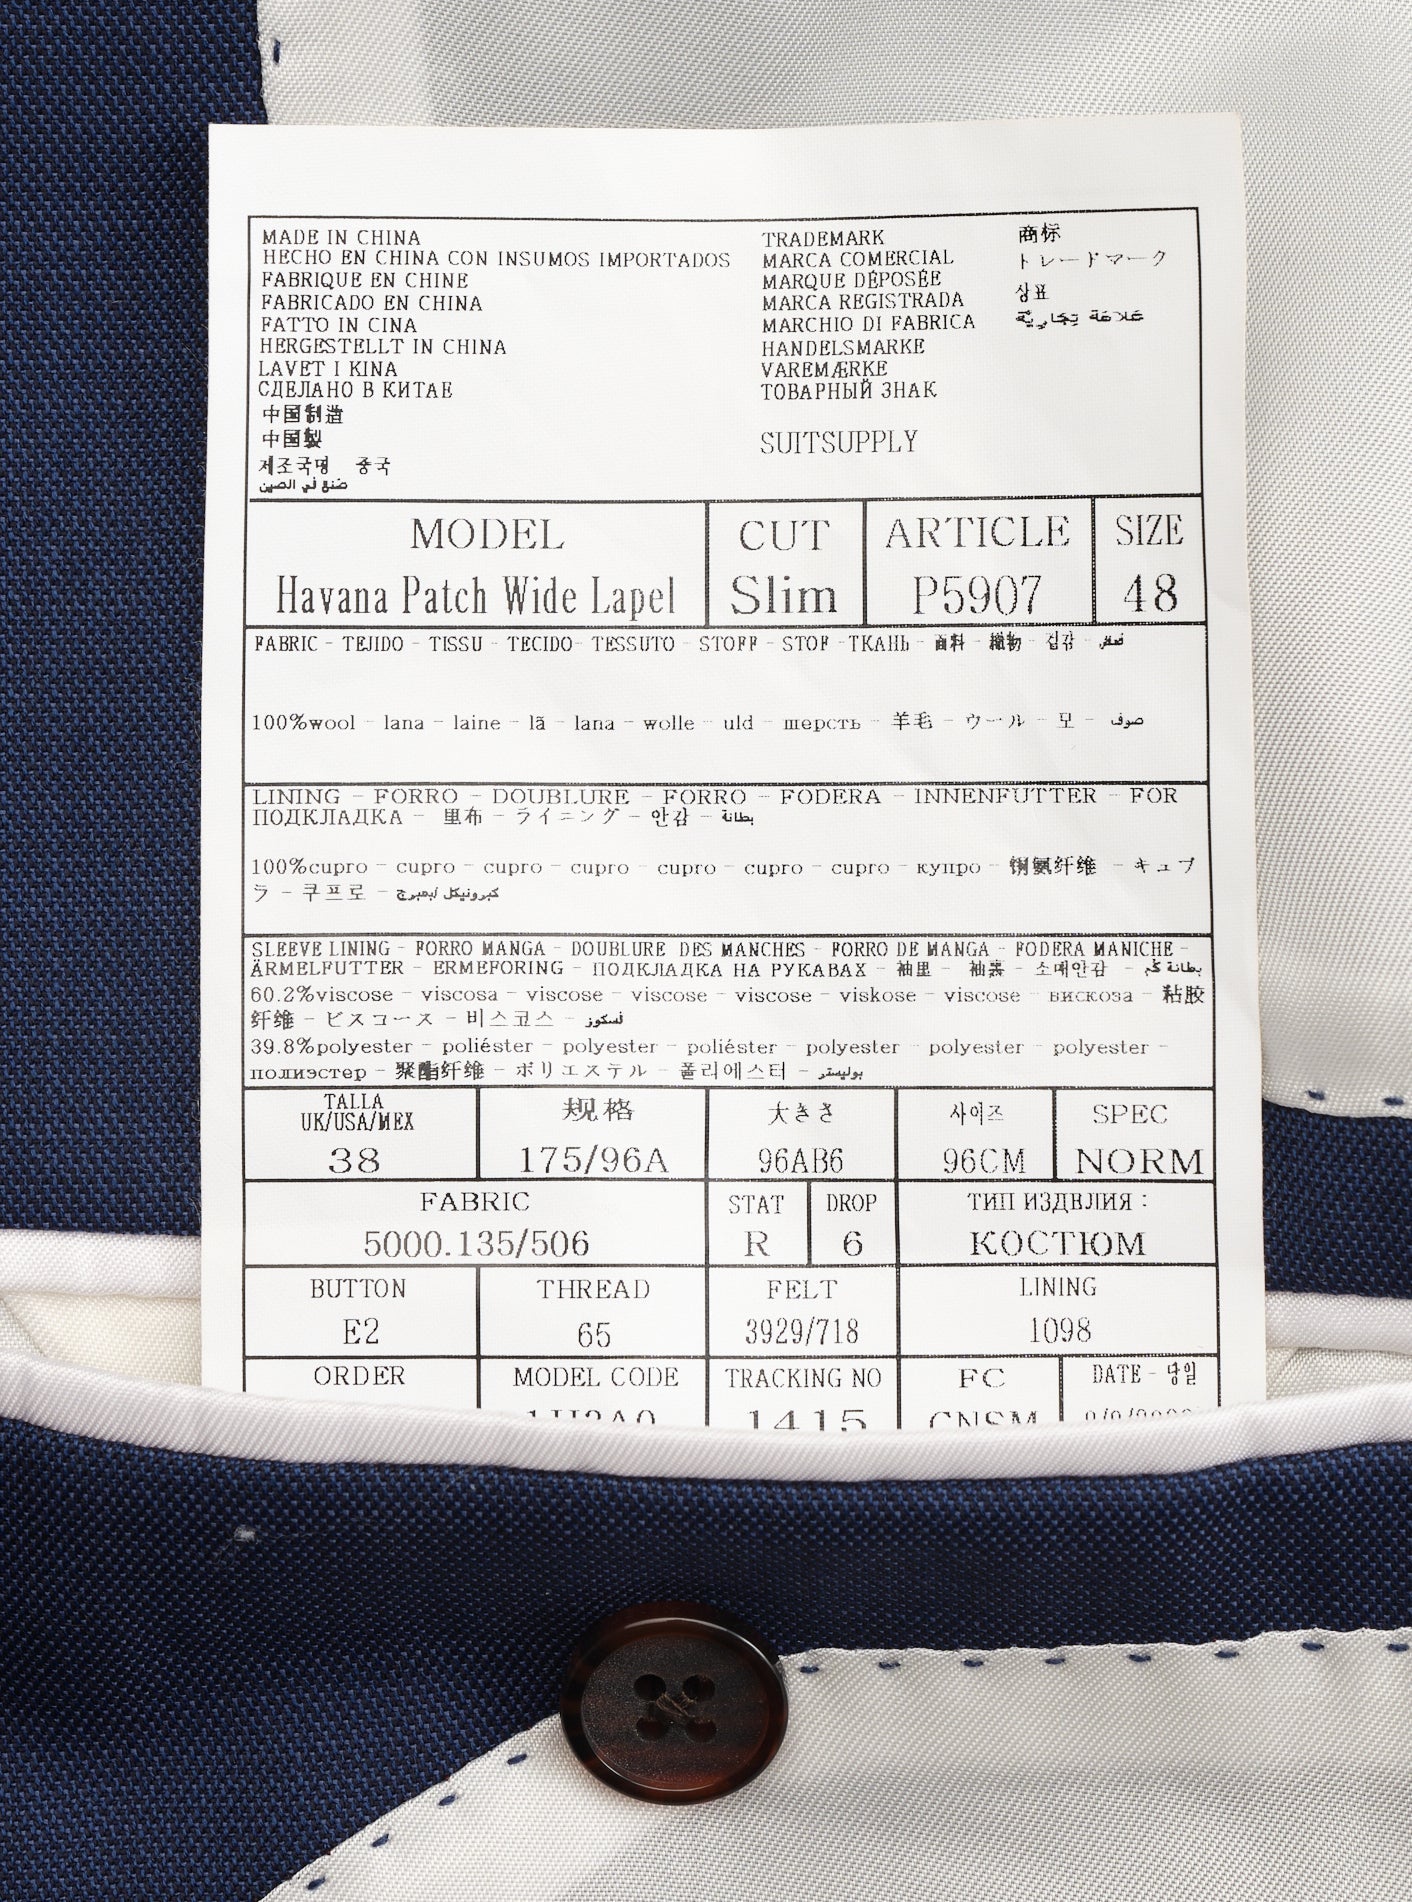 MADE IN CHINA
HECHO EN CHINA CON INSUMOS IMPORTADOS
FABRIQUE EN CHINE
FABRICADO EN CHINA
FATTO IN CINA
HERGESTELLT IN CHINA
LAVET I KINA
СДЕЛАНО В КИТАЕ
中国制造
中国製
제조국명 중국
صنع في الصين
TRADEMARK
MARCA COMERCIAL
MARQUE DÉPOSÉE
MARCA REGISTRADA
MARCHIO DI FABRICA
HANDELSMARKE
VAREMÆRKE
ТОВАРНЫЙ ЗНАК
SUITSUPPLY
商标
トレードマーク
상표
علامة تجارية
MODEL CUT ARTICLE SIZE
Havana Patch Wide Lapel Slim P5907 48
FABRIC - TEJIDO - TISSU - TECIDO- TESSUTO - STOFF - STOF -ТКАНЬ - 面料 - 織物 - 겉감 - قماش
100%wool - lana - laine - lã - lana - wolle - uld - шерсть - 羊毛 - ウール - 모 - صوف
LINING - FORRO - DOUBLURE - FORRO - FODERA - INNENFUTTER - FOR
ПОДКЛАДКА - 里布 - ライニング - 안감 - بطانة
100%cupro - cupro - cupro - cupro - cupro - cupro - cupro - купро - 铜氨纤维 - キュプ
ラ - 쿠프로 - كبرونيكل
SLEEVE LINING - FORRO MANGA - DOUBLURE DES MANCHES - FORRO DE MANGA - FODERA MANICHE -
ÄRMELFUTTER - ERMEFORING - ПОДКЛАДКА НА РУКАВАХ - 袖里 - 袖裏 - 소매안감 - بطانة كم
60.2%viscose - viscosa - viscose - viscose - viscose - viskose - viscose - вискоза - 粘胶
纤维 - ビスコース - 비스코스 - فسكوز
39.8%polyester - poliéster - polyester - poliéster - polyester - polyester - polyester -
полиэстер - 聚酯纤维 - ポリエステル - 폴리에스터 - بوليستر
TALLA
UK/USA/MEX 规格 大きさ 사이즈 SPEC
38 175/96A 96AB6 96CM NORM
FABRIC STAT DROP ТИП ИЗДЕЛИЯ :
5000.135/506 R 6 КОСТЮМ
BUTTON THREAD FELT LINING
E2 65 3929/718 1098
ORDER MODEL CODE TRACKING NO FC DATE -
1415 CNSM